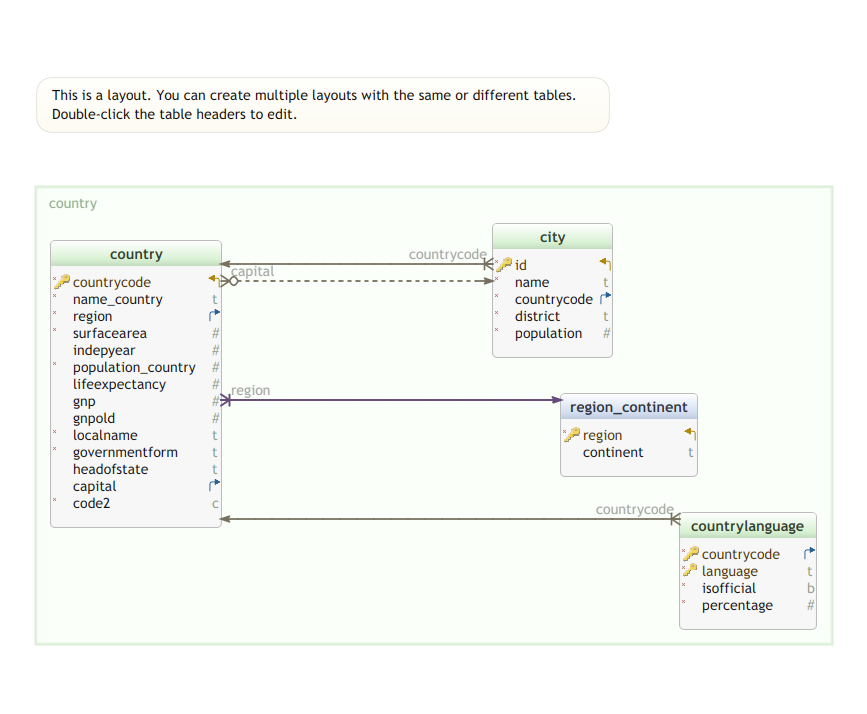 This is a layout. You can create multiple layouts with the same or different tables.
Double-click the table headers to edit.
country
country
countrycode
name_country t
region
surfacearea #
indepyear #
population_country #
lifeexpectancy #
gnp #
gnpold #
localname t
governmentform t
headofstate t
capital
code2 c
countrycode
capital
region
countrycode
city
id
name t
countrycode
district t
population #
region_continent
region
continent t
countrylanguage
countrycode
language t
isofficial b
percentage #